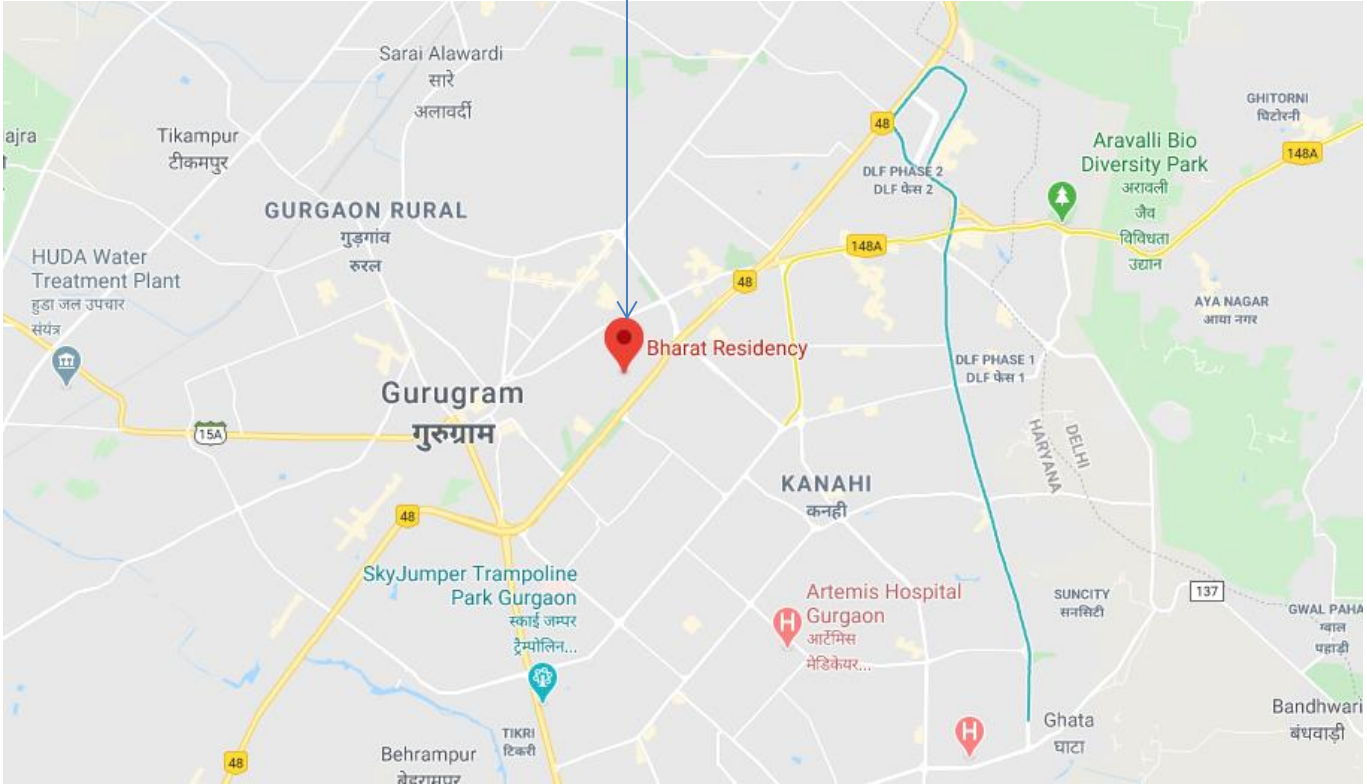 Sarai Alawardi
सारे
अलावर्दी
GHITORNI
घिटोरनी
ajra
Tikampur
टीकमपुर
48
Aravalli Bio
Diversity Park
अरावली
जैव
विविधता
उद्यान
148A
DLF PHASE 2
DLF फेस 2
GURGAON RURAL
गुड़गांव
रुरल
148A
HUDA Water
Treatment Plant
हुडा जल उपचार
संयंत्र
48
AYA NAGAR
आया नगर
Bharat Residency
DLF PHASE 1
DLF फेस 1
Gurugram
गुरुग्राम
15A
DELHI
HARYANA
KANAHI
कनही
48
SkyJumper Trampoline
Park Gurgaon
स्काई जम्पर
ट्रैम्पोलिन...
Artemis Hospital
Gurgaon
आर्टेमिस
मेडिकेयर...
H
SUNCITY
सनसिटी
137
GWAL PAHA
ग्वाल
पहाड़ी
Bandhwari
बंधवाड़ी
Ghata
घाटा
H
TIKRI
टिकरी
Behrampur
बेहरामपुर
48